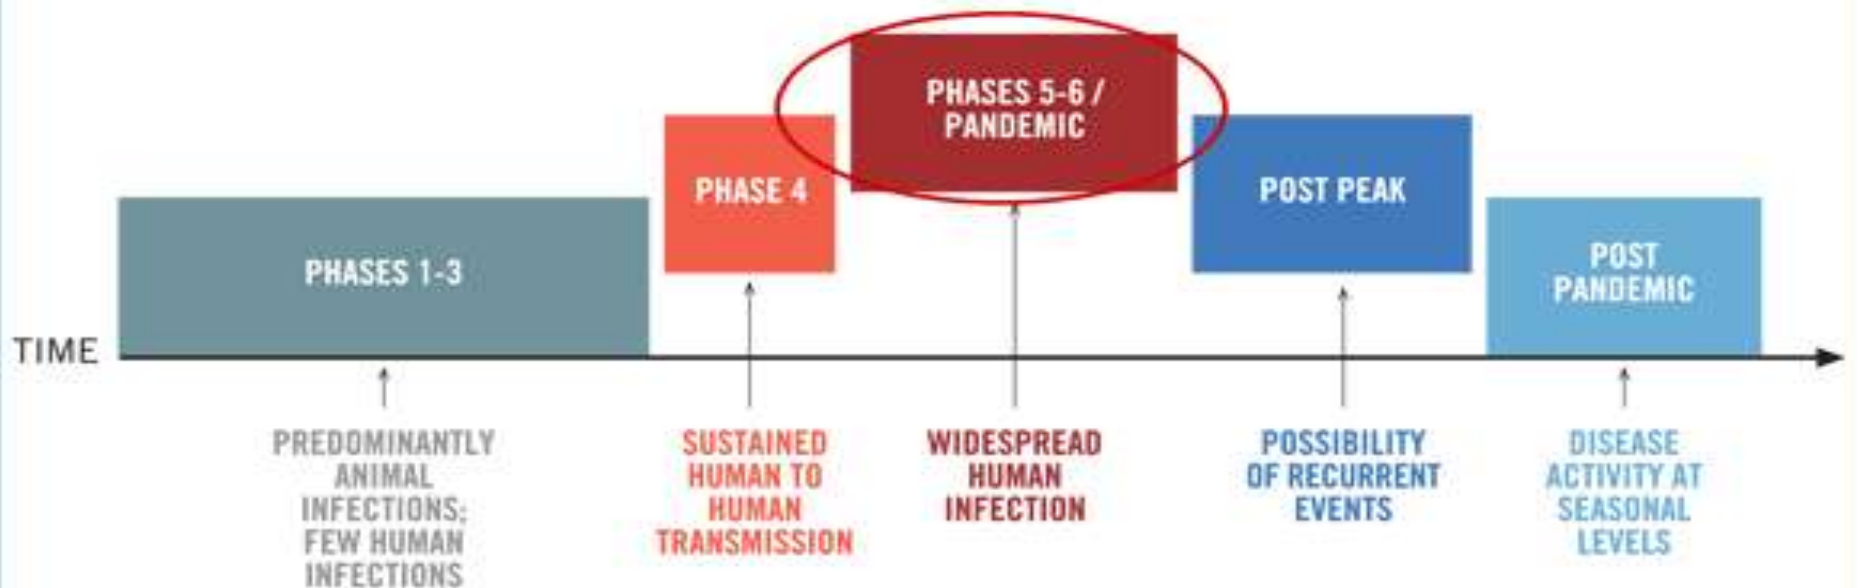 PHASES 5-6 /
PANDEMIC
PHASE 4
POST PEAK
PHASES 1-3
POST
PANDEMIC
TIME
PREDOMINANTLY
ANIMAL
INFECTIONS;
FEW HUMAN
INFECTIONS
SUSTAINED
HUMAN TO
HUMAN
TRANSMISSION
WIDESPREAD
HUMAN
INFECTION
POSSIBILITY
OF RECURRENT
EVENTS
DISEASE
ACTIVITY AT
SEASONAL
LEVELS